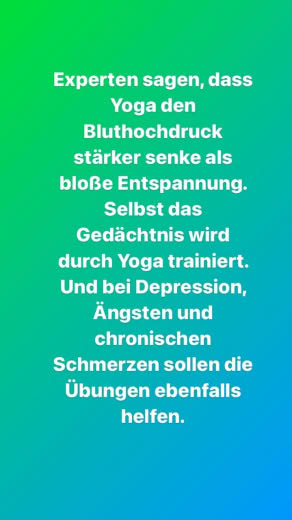 Experten sagen, dass
Yoga den
Bluthochdruck
stärker senke als
bloße Entspannung.
Selbst das
Gedächtnis wird
durch Yoga trainiert.
Und bei Depression,
Ängsten und
chronischen
Schmerzen sollen die
Übungen ebenfalls
helfen.